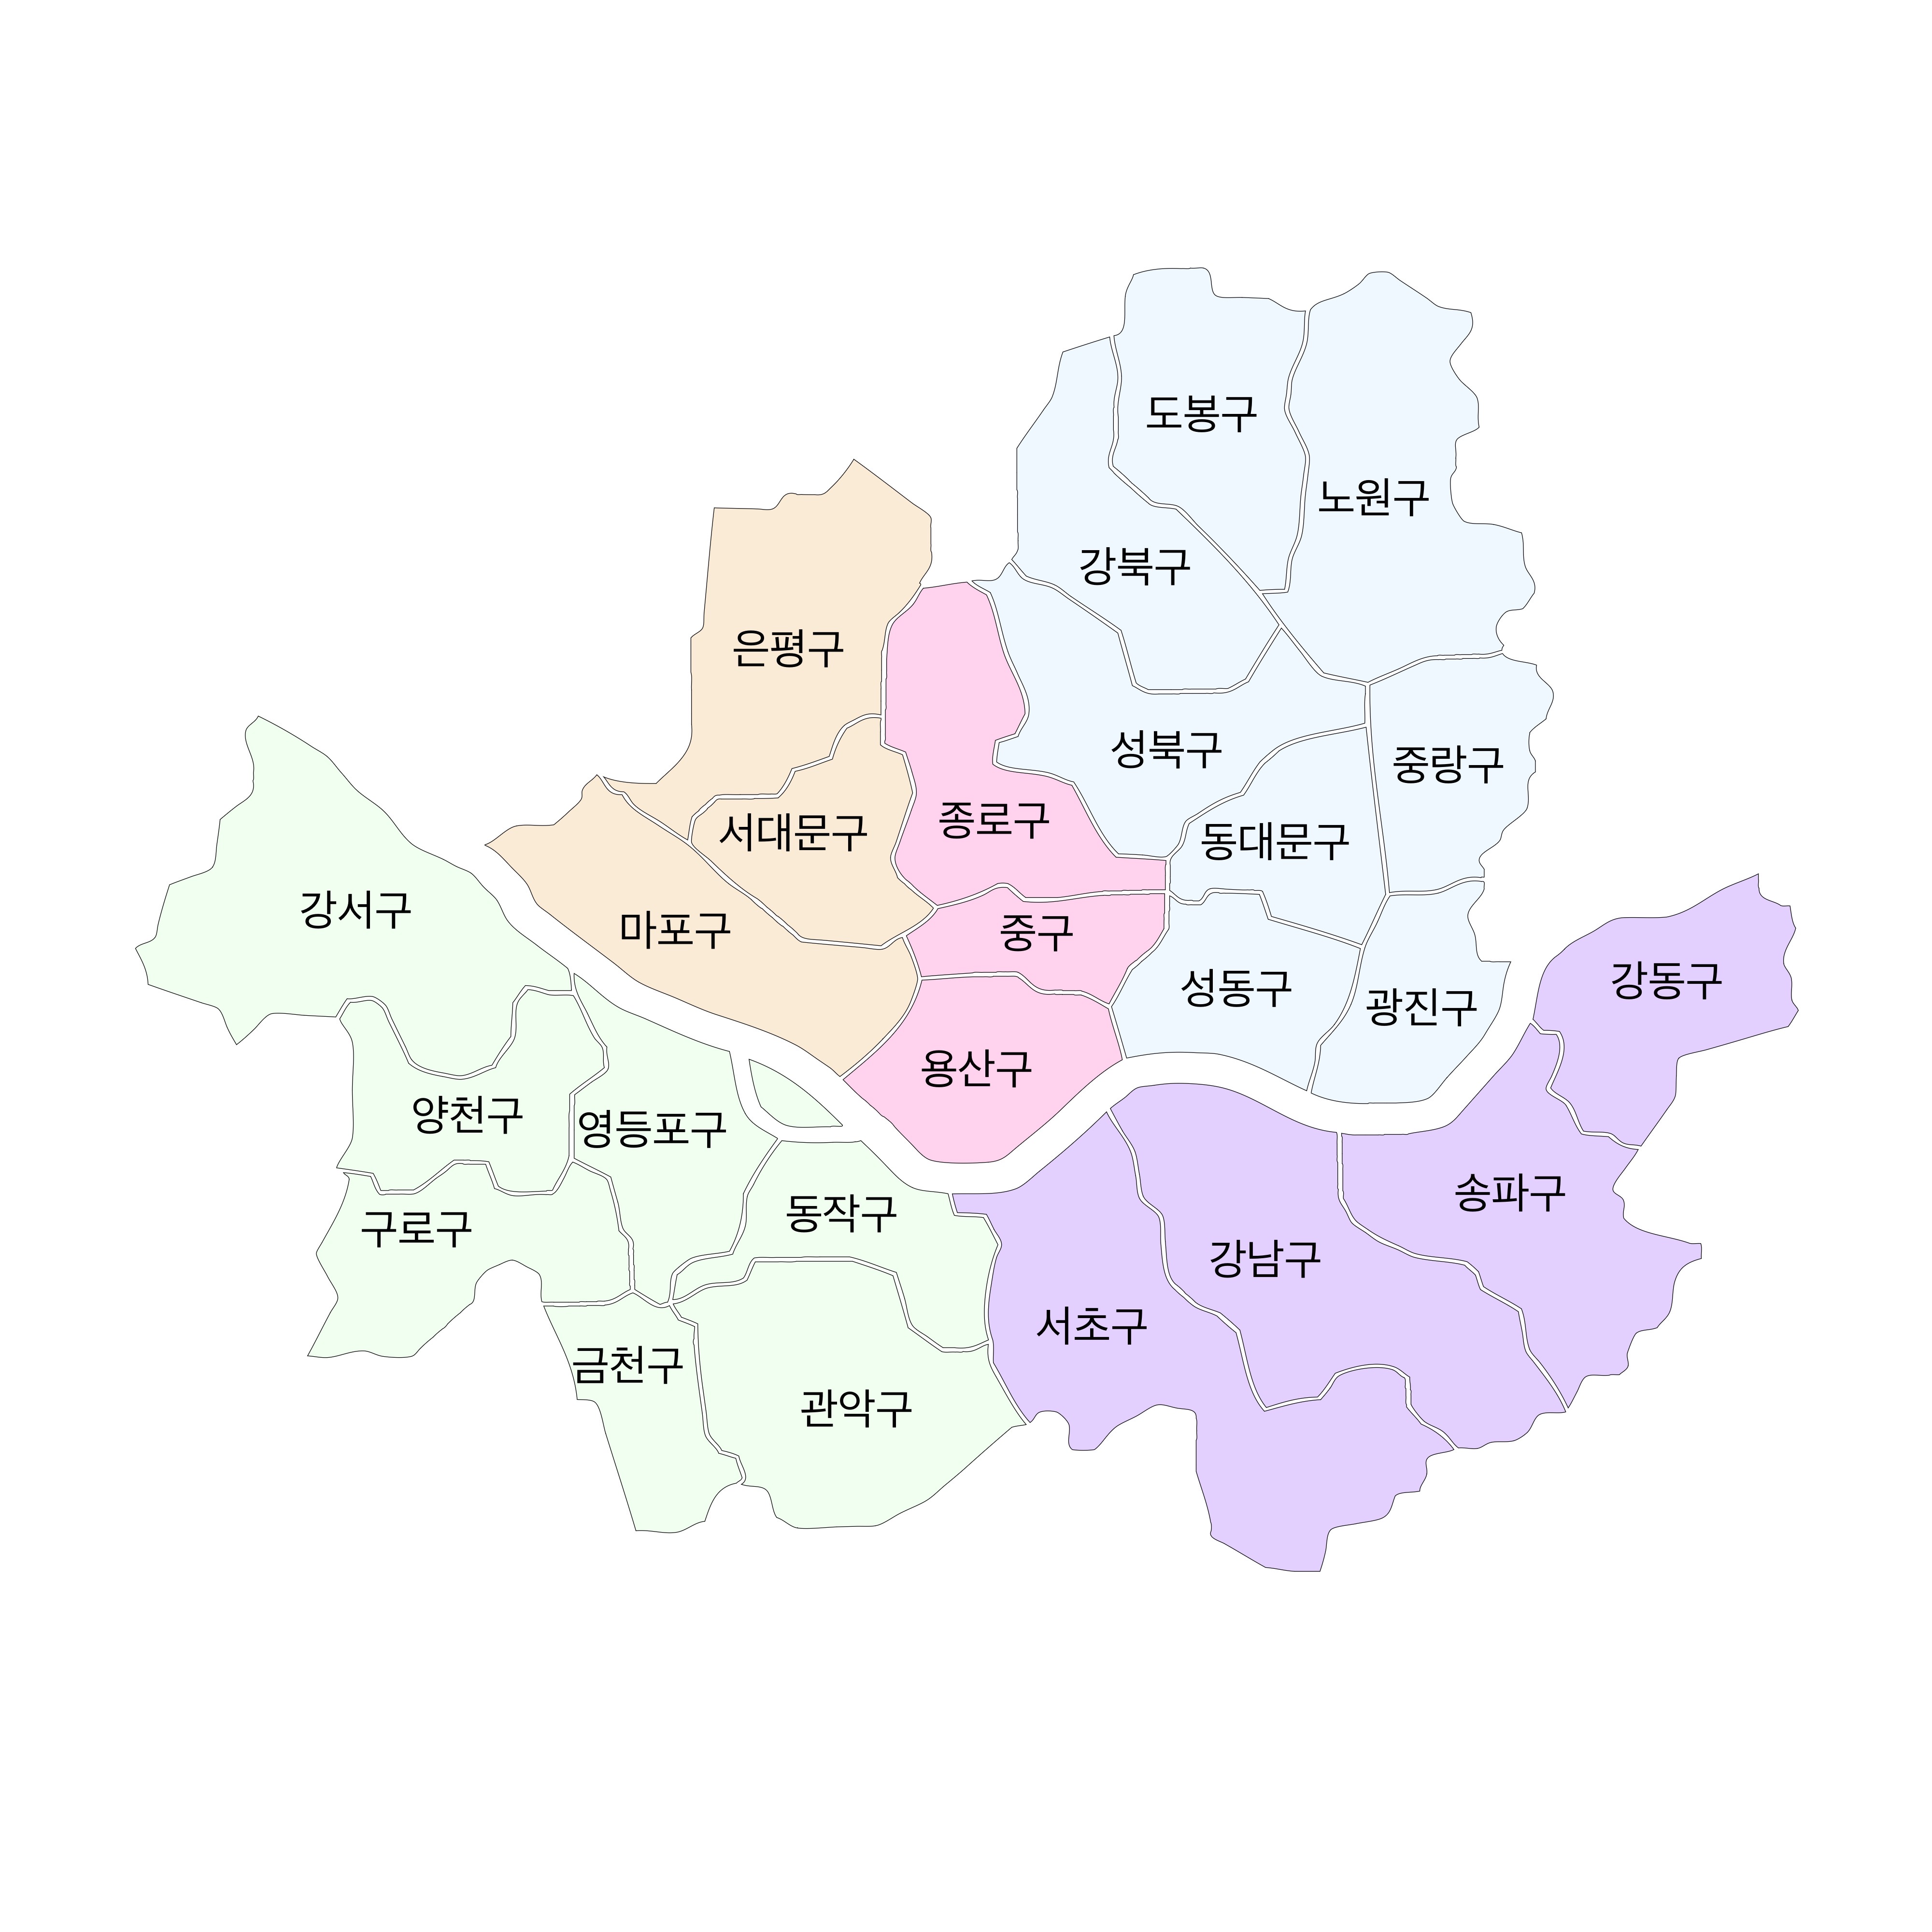 도봉구
노원구
강북구
은평구
성북구
중랑구
종로구
서대문구
동대문구
강서구
마포구
중구
강동구
성동구
광진구
용산구
양천구
영등포구
송파구
동작구
구로구
강남구
서초구
금천구
관악구